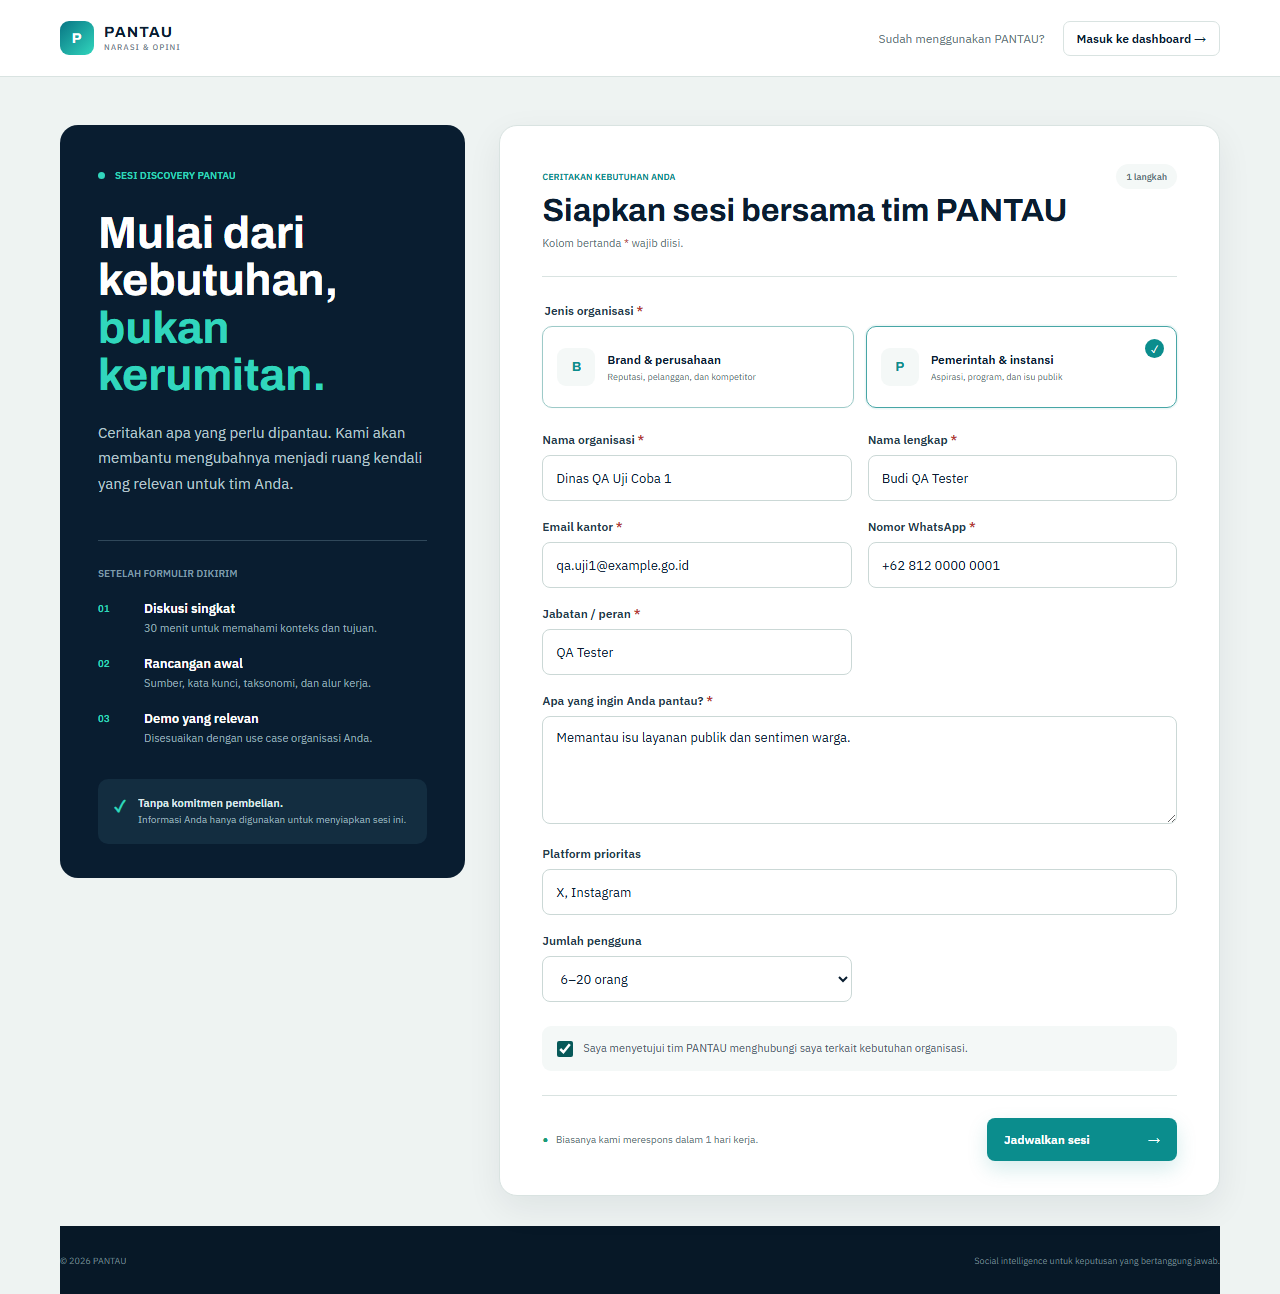 P
PANTAU
NARASI & OPINI
Sudah menggunakan PANTAU?
Masuk ke dashboard →
SESI DISCOVERY PANTAU
Mulai dari
kebutuhan,
bukan
kerumitan.
Ceritakan apa yang perlu dipantau. Kami akan
membantu mengubahnya menjadi ruang kendali
yang relevan untuk tim Anda.
SETELAH FORMULIR DIKIRIM
01
Diskusi singkat
30 menit untuk memahami konteks dan tujuan.
02
Rancangan awal
Sumber, kata kunci, taksonomi, dan alur kerja.
03
Demo yang relevan
Disesuaikan dengan use case organisasi Anda.
✓
Tanpa komitmen pembelian.
Informasi Anda hanya digunakan untuk menyiapkan sesi ini.
CERITAKAN KEBUTUHAN ANDA
1 langkah
Siapkan sesi bersama tim PANTAU
Kolom bertanda * wajib diisi.
Jenis organisasi *
B
Brand & perusahaan
Reputasi, pelanggan, dan kompetitor
P
Pemerintah & instansi
Aspirasi, program, dan isu publik
✓
Nama organisasi *
Dinas QA Uji Coba 1
Nama lengkap *
Budi QA Tester
Email kantor *
qa.uji1@example.go.id
Nomor WhatsApp *
+62 812 0000 0001
Jabatan / peran *
QA Tester
Apa yang ingin Anda pantau? *
Memantau isu layanan publik dan sentimen warga.
Platform prioritas
X, Instagram
Jumlah pengguna
6–20 orang
Saya menyetujui tim PANTAU menghubungi saya terkait kebutuhan organisasi.
Biasanya kami merespons dalam 1 hari kerja.
Jadwalkan sesi →
© 2026 PANTAU
Social intelligence untuk keputusan yang bertanggung jawab.